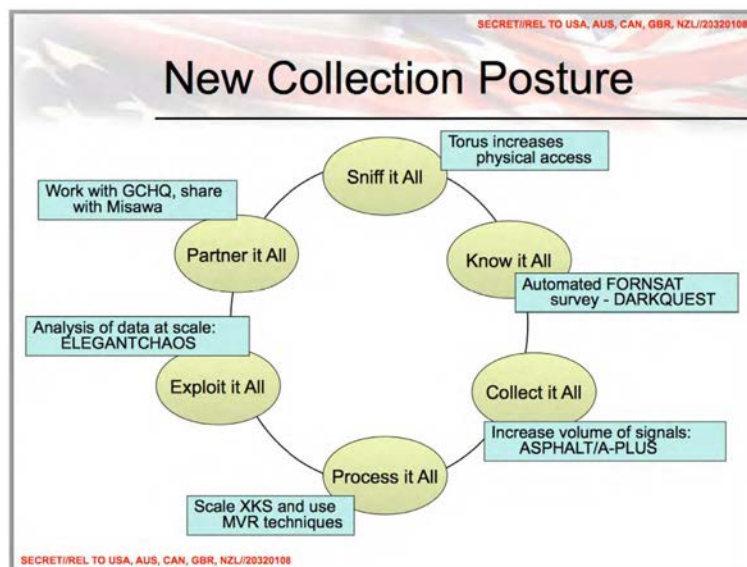 SECRET//REL TO USA, AUS, CAN, GBR, NZL//20320108
New Collection Posture
Torus increases
physical access
Sniff it All
Work with GCHQ, share
with Misawa
Partner it All
Know it All
Automated FORNSAT
survey - DARKQUEST
Analysis of data at scale:
ELEGANTCHAOS
Exploit it All
Collect it All
Increase volume of signals:
ASPHALT/A-PLUS
Process it All
Scale XKS and use
MVR techniques
SECRET//REL TO USA, AUS, CAN, GBR, NZL//20320108